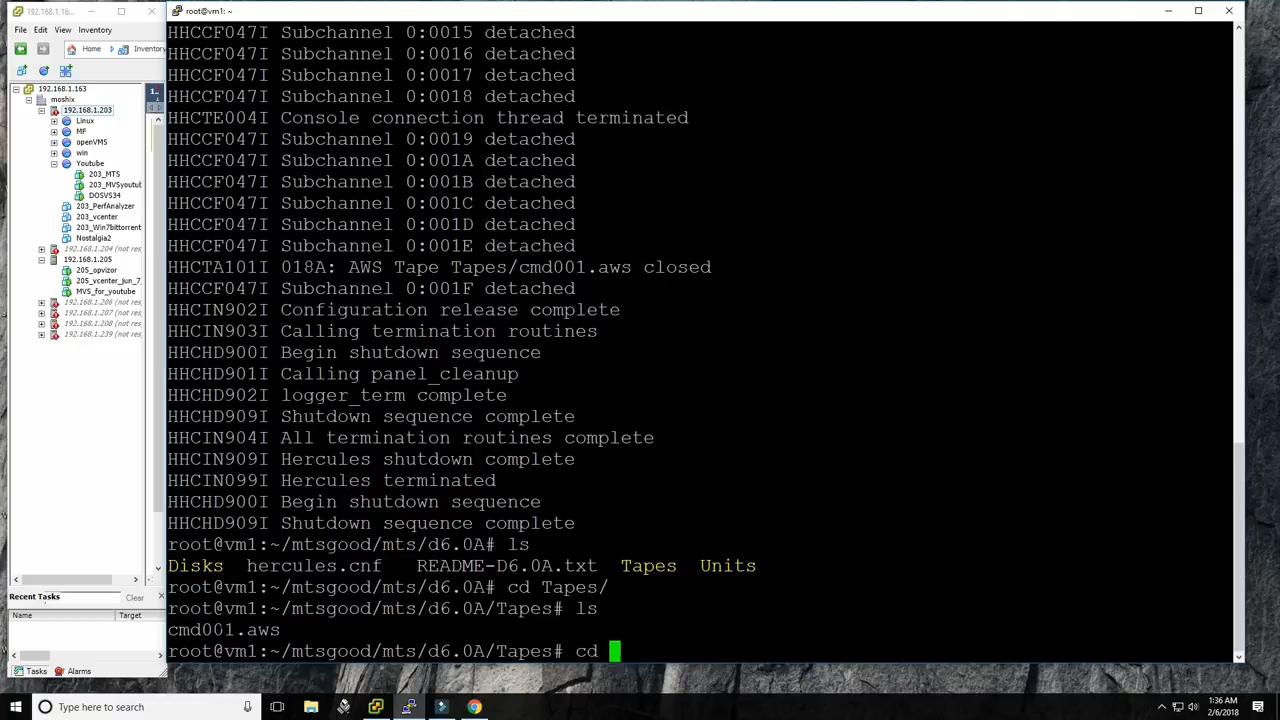 192.168.1.16...
File Edit View Inventory
Home Inventory
192.168.1.163
moshix
192.168.1.203
Linux
MF
openVMS
win
Youtube
203_MTS
203_MVSyoutub
DOSVS34
203_PerfAnalyzer
203_vcenter
203_Win7bittorrent
Nostalgia2
192.168.1.204 (not res
192.168.1.205
205_opvizor
205_vcenter_jun_7_
MVS_for_youtube
192.168.1.206 (not res
192.168.1.207 (not res
192.168.1.208 (not res
192.168.1.239 (not res
Recent Tasks Clear
Name Target
Tasks Alarms
root@vm1: ~
HHCCF047I Subchannel 0:0015 detached
HHCCF047I Subchannel 0:0016 detached
HHCCF047I Subchannel 0:0017 detached
HHCCF047I Subchannel 0:0018 detached
HHCTE004I Console connection thread terminated
HHCCF047I Subchannel 0:0019 detached
HHCCF047I Subchannel 0:001A detached
HHCCF047I Subchannel 0:001B detached
HHCCF047I Subchannel 0:001C detached
HHCCF047I Subchannel 0:001D detached
HHCCF047I Subchannel 0:001E detached
HHCTA101I 018A: AWS Tape Tapes/cmd001.aws closed
HHCCF047I Subchannel 0:001F detached
HHCIN902I Configuration release complete
HHCIN903I Calling termination routines
HHCHD900I Begin shutdown sequence
HHCHD901I Calling panel_cleanup
HHCHD902I logger_term complete
HHCHD909I Shutdown sequence complete
HHCIN904I All termination routines complete
HHCIN909I Hercules shutdown complete
HHCIN099I Hercules terminated
HHCHD900I Begin shutdown sequence
HHCHD909I Shutdown sequence complete
root@vm1:~/mtsgood/mts/d6.0A# ls
Disks hercules.cnf README-D6.0A.txt Tapes Units
root@vm1:~/mtsgood/mts/d6.0A# cd Tapes/
root@vm1:~/mtsgood/mts/d6.0A/Tapes# ls
cmd001.aws
root@vm1:~/mtsgood/mts/d6.0A/Tapes# cd
Type here to search
1:36 AM
2/6/2018